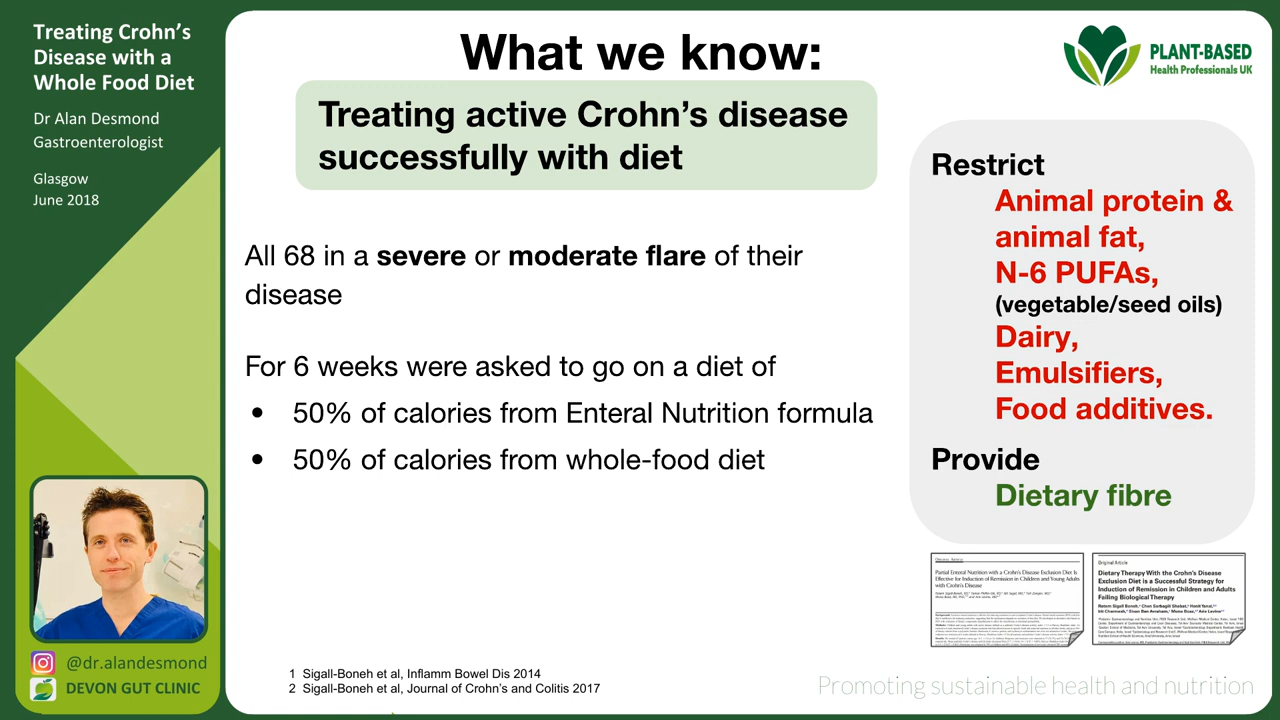 Treating Crohn's
Disease with a
Whole Food Diet
Dr Alan Desmond
Gastroenterologist
Glasgow
June 2018
@dr.alandesmond
DEVON GUT CLINIC
What we know:
Treating active Crohn's disease
successfully with diet
All 68 in a severe or moderate flare of their
disease
For 6 weeks were asked to go on a diet of
• 50% of calories from Enteral Nutrition formula
• 50% of calories from whole-food diet
1 Sigall-Boneh et al, Inflamm Bowel Dis 2014
2 Sigall-Boneh et al, Journal of Crohn's and Colitis 2017
PLANT-BASED
Health Professionals UK
Restrict
Animal protein &
animal fat,
N-6 PUFAs,
(vegetable/seed oils)
Dairy,
Emulsifiers,
Food additives.
Provide
Dietary fibre
Partial Enteral Nutrition with a Crohn's Disease Exclusion Diet Is
Effective for Induction of Remission in Children and Young Adults
with Crohn's Disease
Original Article
Dietary Therapy With the Crohn's Disease
Exclusion Diet is a Successful Strategy for
Induction of Remission in Children and Adults
Failing Biological Therapy
Promoting sustainable health and nutrition